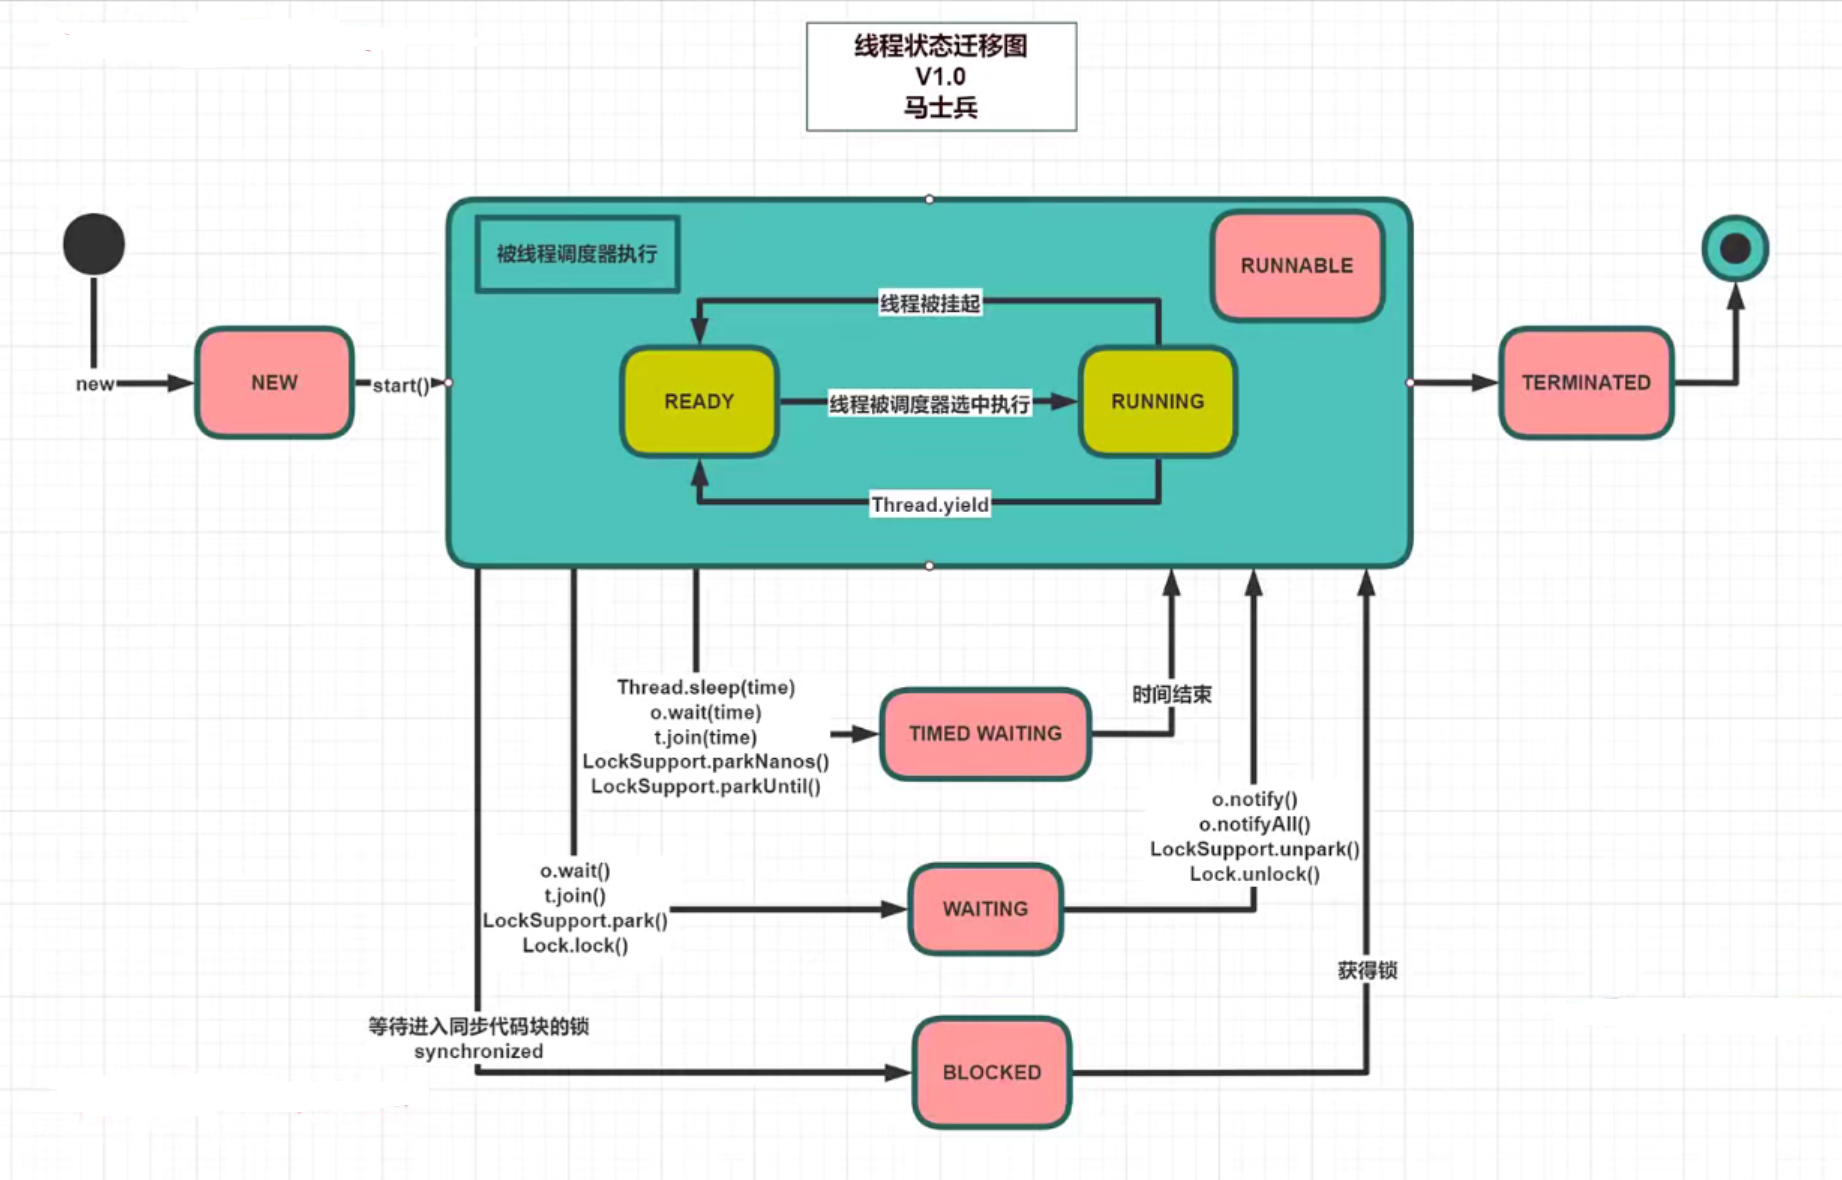 线程状态迁移图
V1.0
马士兵
被线程调度器执行
RUNNABLE
线程被挂起
new
NEW
start()
READY
线程被调度器选中执行
RUNNING
TERMINATED
Thread.yield
Thread.sleep(time)
o.wait(time)
t.join(time)
LockSupport.parkNanos()
LockSupport.parkUntil()
TIMED WAITING
时间结束
o.wait()
t.join()
LockSupport.park()
Lock.lock()
WAITING
o.notify()
o.notifyAll()
LockSupport.unpark()
Lock.unlock()
等待进入同步代码块的锁
synchronized
BLOCKED
获得锁